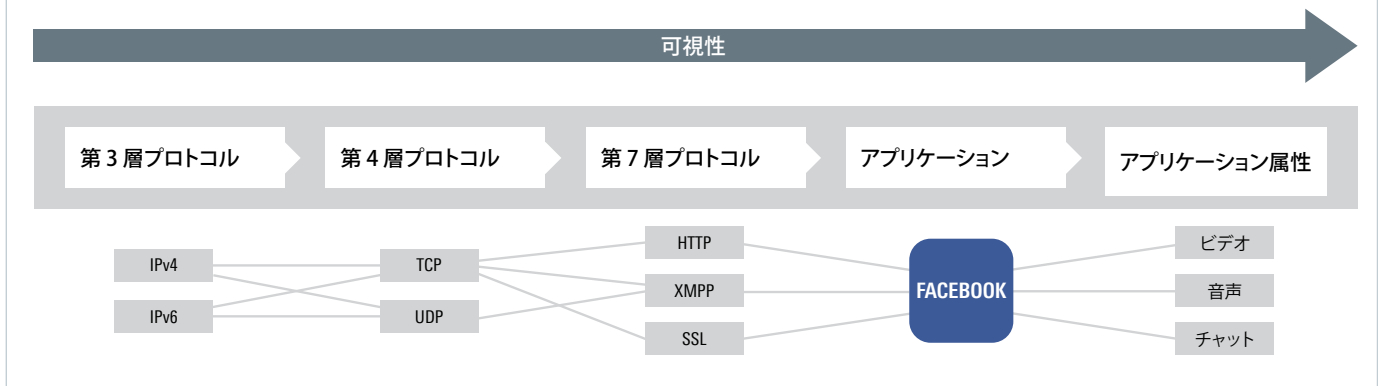 可視性
第 3 層プロトコル
第 4 層プロトコル
第 7 層プロトコル
アプリケーション
アプリケーション属性
IPv4
IPv6
TCP
UDP
HTTP
XMPP
SSL
FACEBOOK
ビデオ
音声
チャット